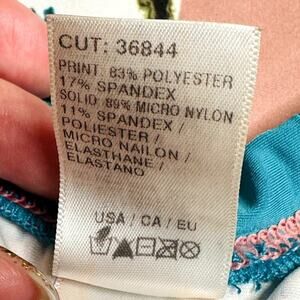 CUT: 36844
PRINT: 83% POLYESTER
17% SPANDEX
SOLID: 89% MICRO NYLON
11% SPANDEX /
POLIESTER /
MICRO NAILON /
ELASTHANE /
ELASTANO
USA / CA / EU